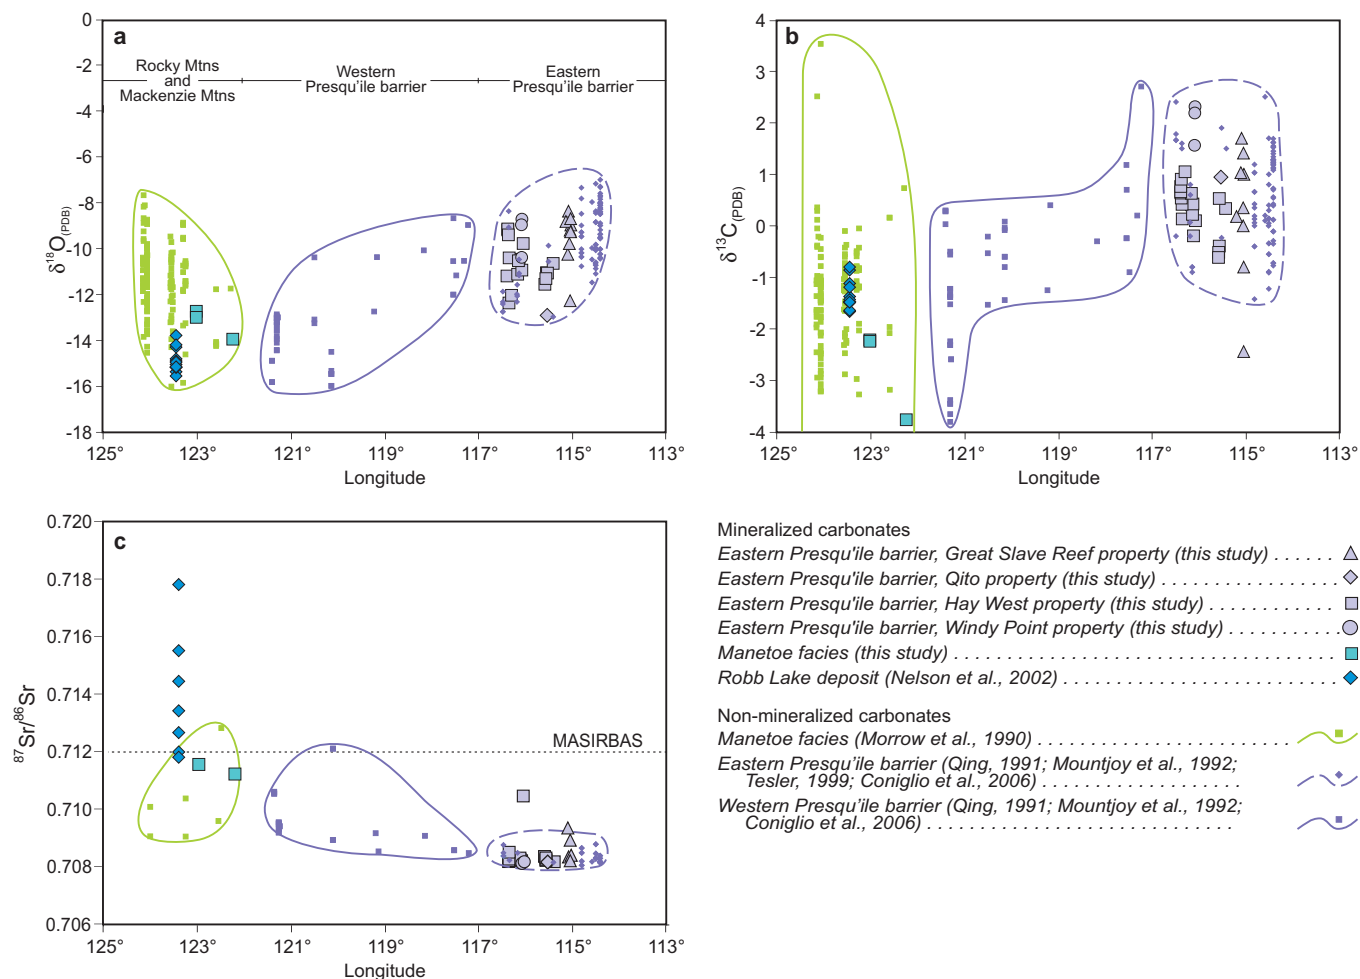 a
Rocky Mtns
and
Mackenzie Mtns
Western
Presqu'ile barrier
Eastern
Presqu'ile barrier
0
-2
-4
-6
-8
-10
-12
-14
-16
-18
δ18O(PDB)
125° 123° 121° 119° 117° 115° 113°
Longitude
b
4
3
2
1
0
-1
-2
-3
-4
δ13C(PDB)
125° 123° 121° 119° 117° 115° 113°
Longitude
c
0.720
0.718
0.716
0.714
0.712
0.710
0.708
0.706
87Sr/86Sr
MASIRBAS
125° 123° 121° 119° 117° 115° 113°
Longitude
Mineralized carbonates
Eastern Presqu'ile barrier, Great Slave Reef property (this study) . . . . . .
Eastern Presqu'ile barrier, Qito property (this study) . . . . . . . . . . . . . . . . .
Eastern Presqu'ile barrier, Hay West property (this study) . . . . . . . . . . . .
Eastern Presqu'ile barrier, Windy Point property (this study) . . . . . . . . . .
Manetoe facies (this study) . . . . . . . . . . . . . . . . . . . . . . . . . . . . . . . . . .
Robb Lake deposit (Nelson et al., 2002) . . . . . . . . . . . . . . . . . . . . . . . .
Non-mineralized carbonates
Manetoe facies (Morrow et al., 1990) . . . . . . . . . . . . . . . . . . . . . .
Eastern Presqu'ile barrier (Qing, 1991; Mountjoy et al., 1992;
Tesler, 1999; Coniglio et al., 2006) . . . . . . . . . . . . . . . . . . . .
Western Presqu'ile barrier (Qing, 1991; Mountjoy et al., 1992;
Coniglio et al., 2006) . . . . . . . . . . . . . . . . . . . . . . . . . . . . .